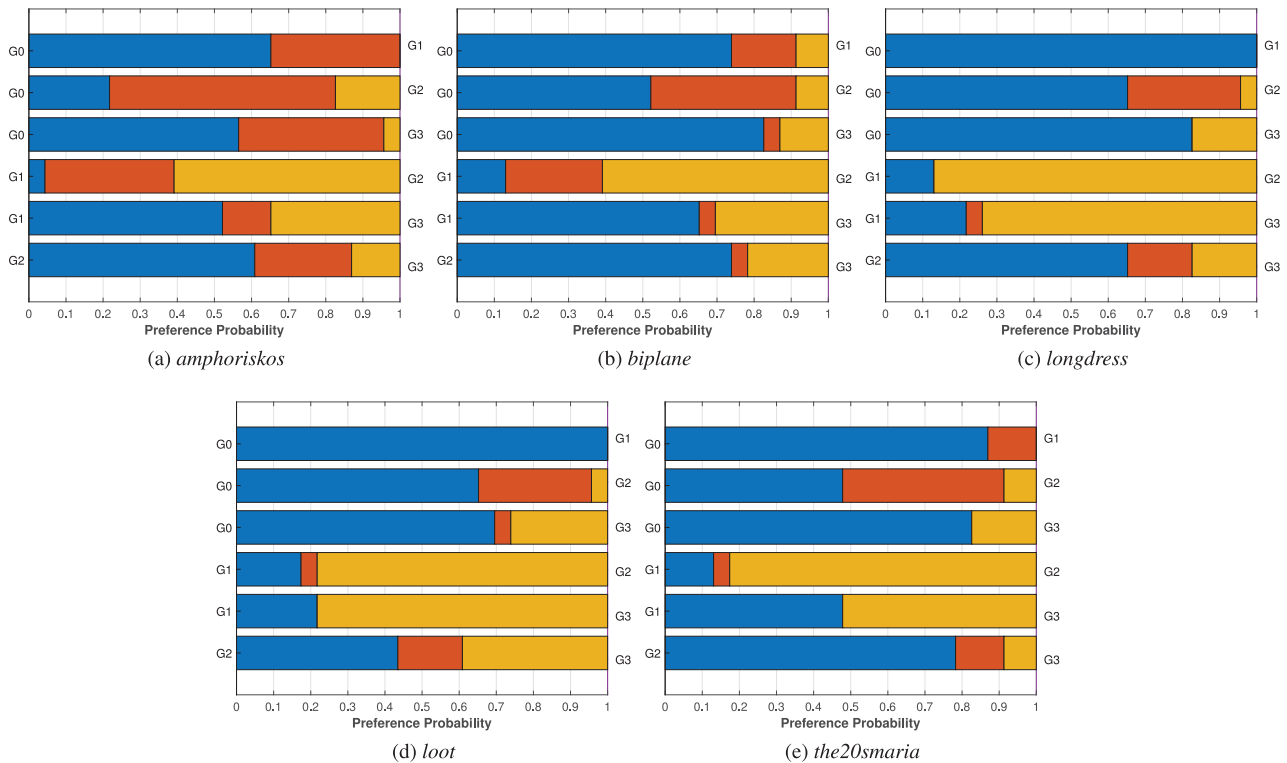 G0 G1
G0 G2
G0 G3
G1 G2
G1 G3
G2 G3
0 0.1 0.2 0.3 0.4 0.5 0.6 0.7 0.8 0.9 1
Preference Probability
(a) amphoriskos
G0 G1
G0 G2
G0 G3
G1 G2
G1 G3
G2 G3
0 0.1 0.2 0.3 0.4 0.5 0.6 0.7 0.8 0.9 1
Preference Probability
(b) biplane
G0 G1
G0 G2
G0 G3
G1 G2
G1 G3
G2 G3
0 0.1 0.2 0.3 0.4 0.5 0.6 0.7 0.8 0.9 1
Preference Probability
(c) longdress
G0 G1
G0 G2
G0 G3
G1 G2
G1 G3
G2 G3
0 0.1 0.2 0.3 0.4 0.5 0.6 0.7 0.8 0.9 1
Preference Probability
(d) loot
G0 G1
G0 G2
G0 G3
G1 G2
G1 G3
G2 G3
0 0.1 0.2 0.3 0.4 0.5 0.6 0.7 0.8 0.9 1
Preference Probability
(e) the20smaria